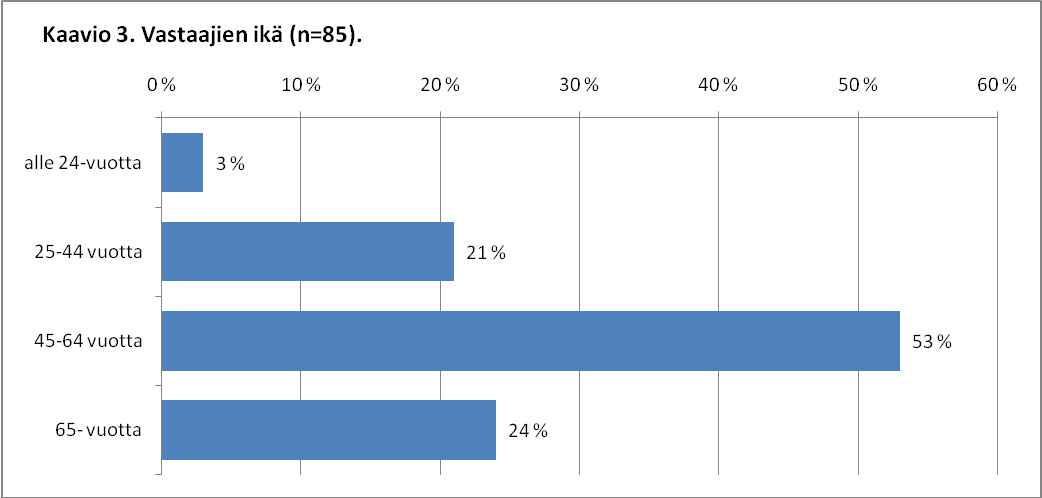 Kaavio 3. Vastaajien ikä (n=85).
0 % 10 % 20 % 30 % 40 % 50 % 60 %
alle 24-vuotta 3 %
25-44 vuotta 21 %
45-64 vuotta 53 %
65- vuotta 24 %